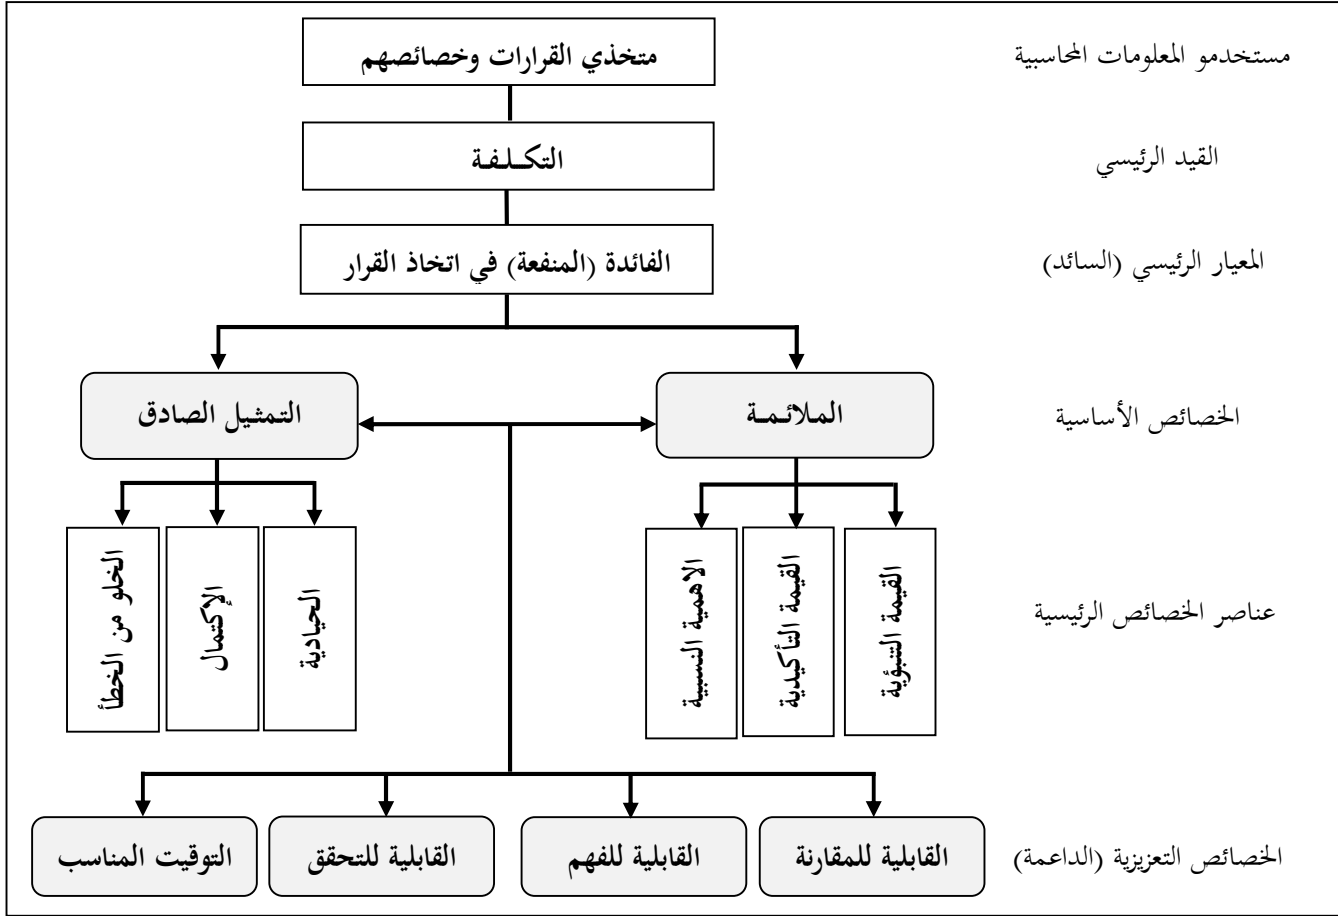 مستخدمو المعلومات المحاسبية
متخذي القرارات وخصائصهم
القيد الرئيسي
التكلفة
المعيار الرئيسي (السائد)
الفائدة (المنفعة) في اتخاذ القرار
الخصائص الأساسية
الملائمة
التمثيل الصادق
عناصر الخصائص الرئيسية
القيمة التنبؤية
القيمة التأكيدية
الاهمية النسبية
الحيادية
الإكتمال
الخلو من الخطأ
الخصائص التعزيزية (الداعمة)
القابلية للمقارنة
القابلية للفهم
القابلية للتحقق
التوقيت المناسب